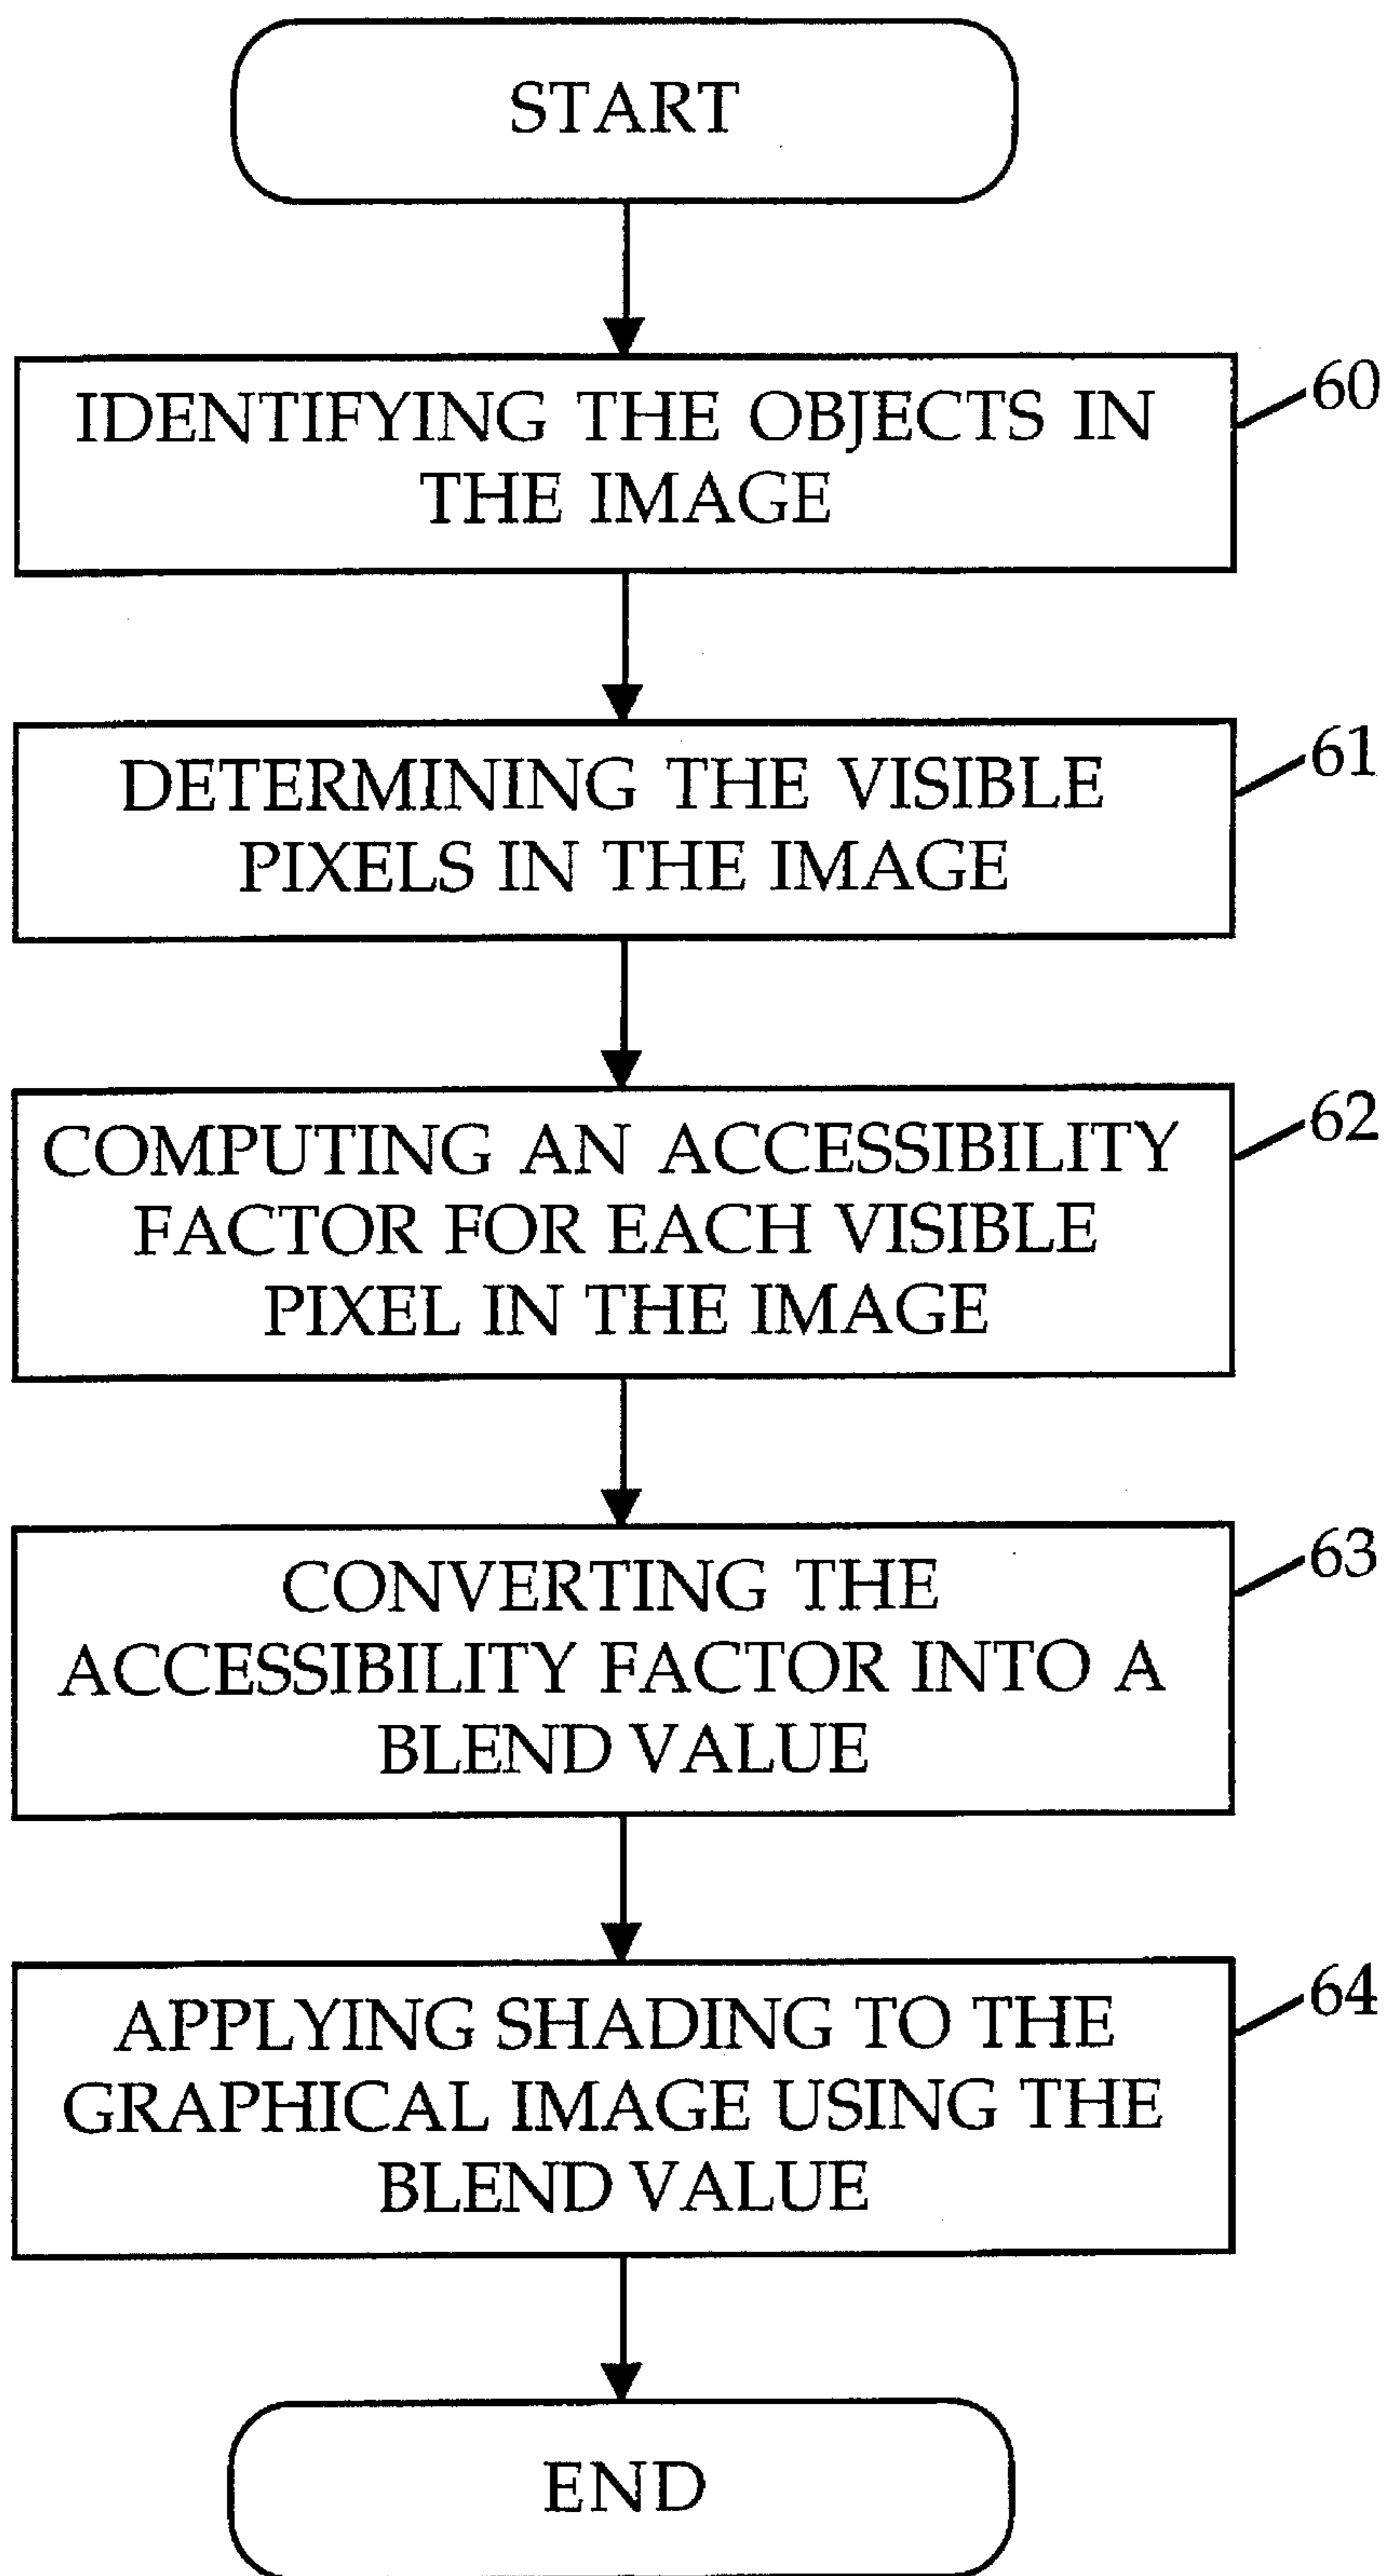 START
IDENTIFYING THE OBJECTS IN
THE IMAGE
60
DETERMINING THE VISIBLE
PIXELS IN THE IMAGE
61
COMPUTING AN ACCESSIBILITY
FACTOR FOR EACH VISIBLE
PIXEL IN THE IMAGE
62
CONVERTING THE
ACCESSIBILITY FACTOR INTO A
BLEND VALUE
63
APPLYING SHADING TO THE
GRAPHICAL IMAGE USING THE
BLEND VALUE
64
END